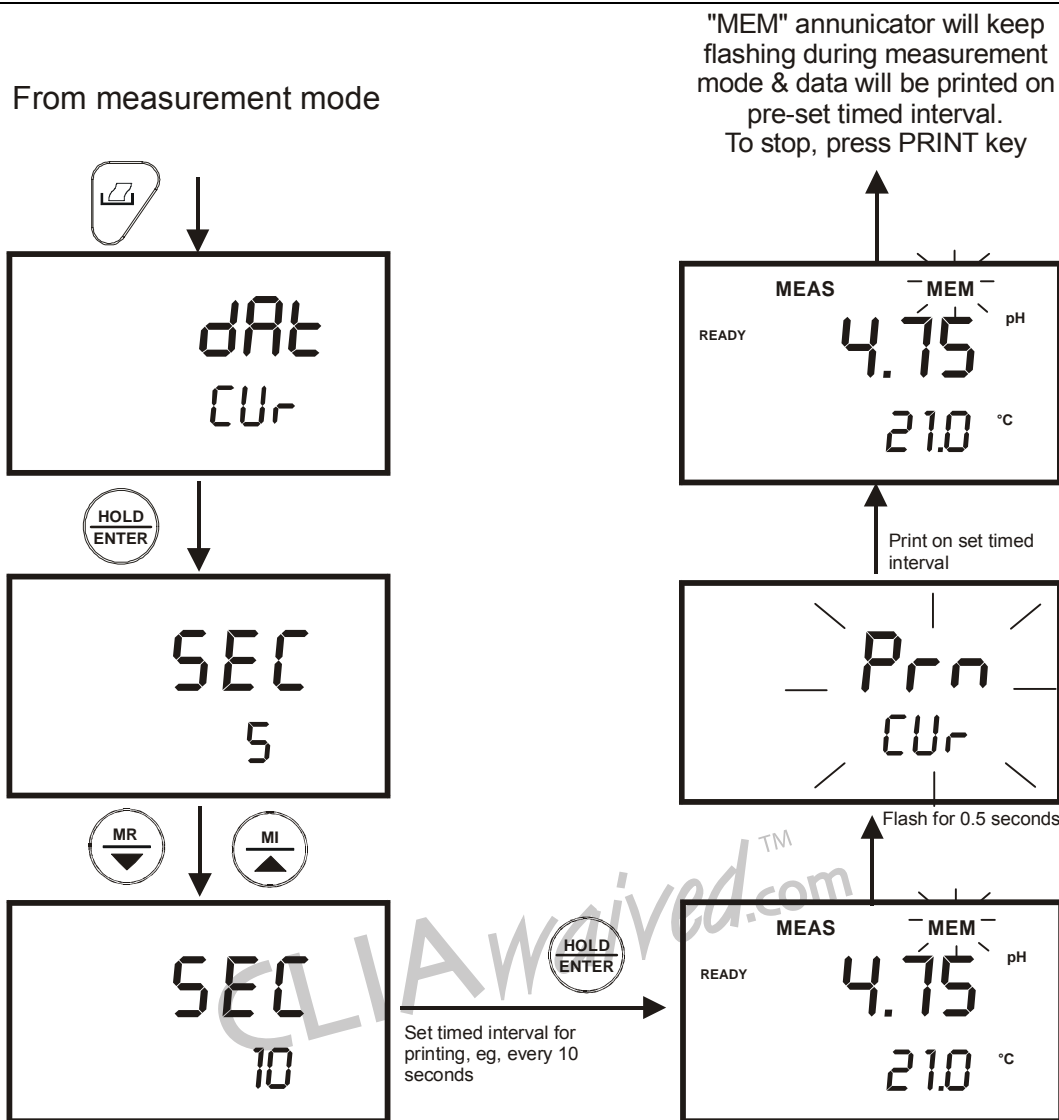 From measurement mode
dAt
CUr
HOLD
ENTER
SEC
5
MR
MI
SEC
10
HOLD
ENTER
Set timed interval for
printing, eg, every 10
seconds
"MEM" annunicator will keep
flashing during measurement
mode & data will be printed on
pre-set timed interval.
To stop, press PRINT key
MEAS MEM
READY 4.75 pH
21.0 °C
Print on set timed
interval
Prn
CUr
Flash for 0.5 seconds
MEAS MEM
READY 4.75 pH
21.0 °C
CLIAwaived.com™